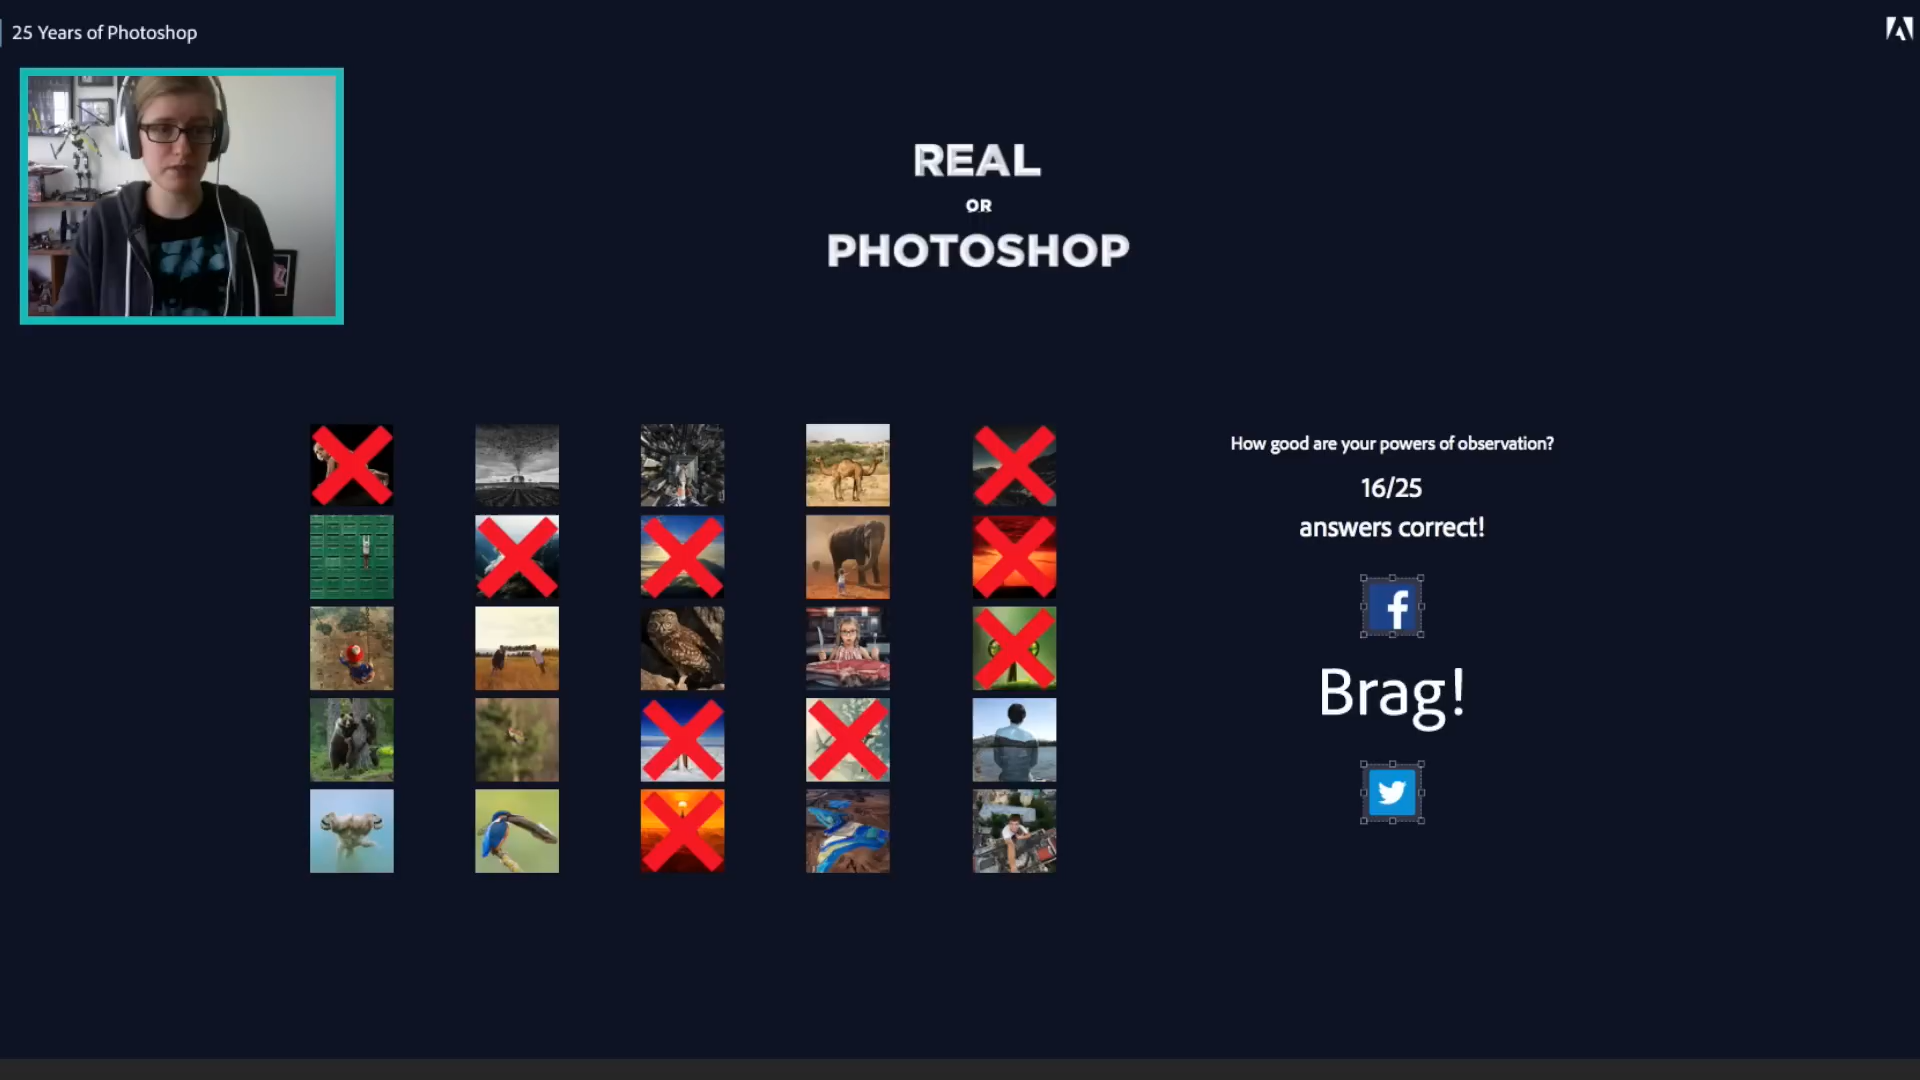 25 Years of Photoshop
REAL
OR
PHOTOSHOP
How good are your powers of observation?
16/25
answers correct!
Brag!